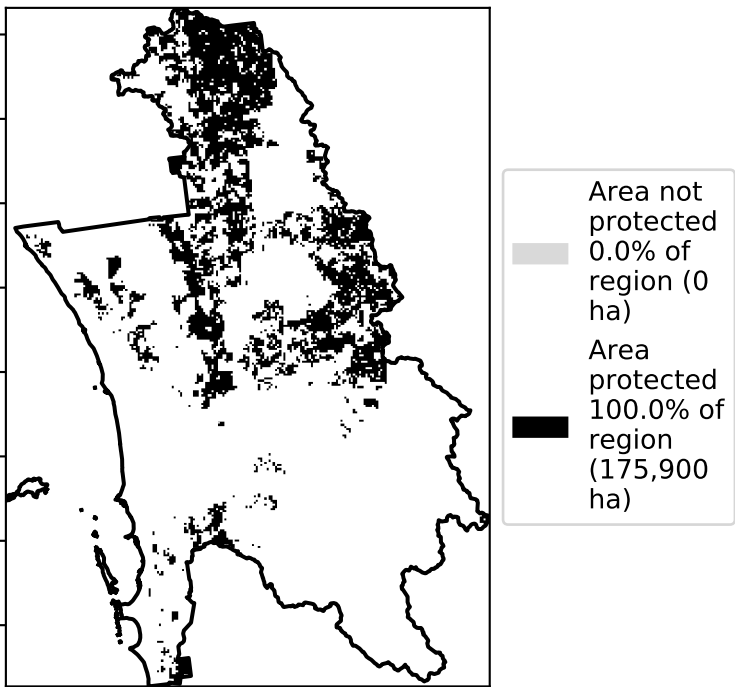 Area not
protected
0.0% of
region (0
ha)
Area
protected
100.0% of
region
(175,900
ha)